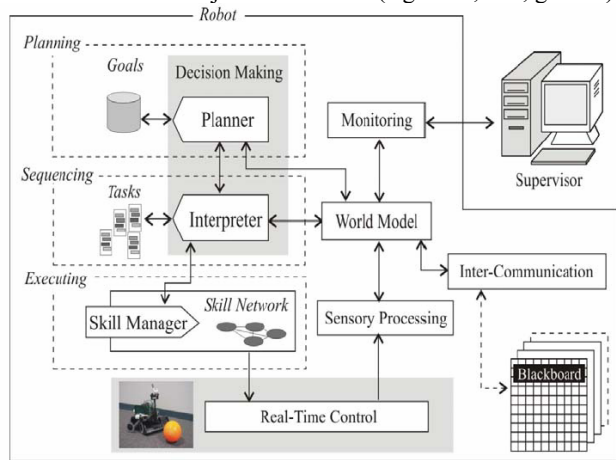 Robot
Planning
Goals
Decision Making
Planner
Monitoring
Supervisor
Sequencing
Tasks
Interpreter
World Model
Inter-Communication
Executing
Skill Manager
Skill Network
Sensory Processing
Blackboard
Real-Time Control